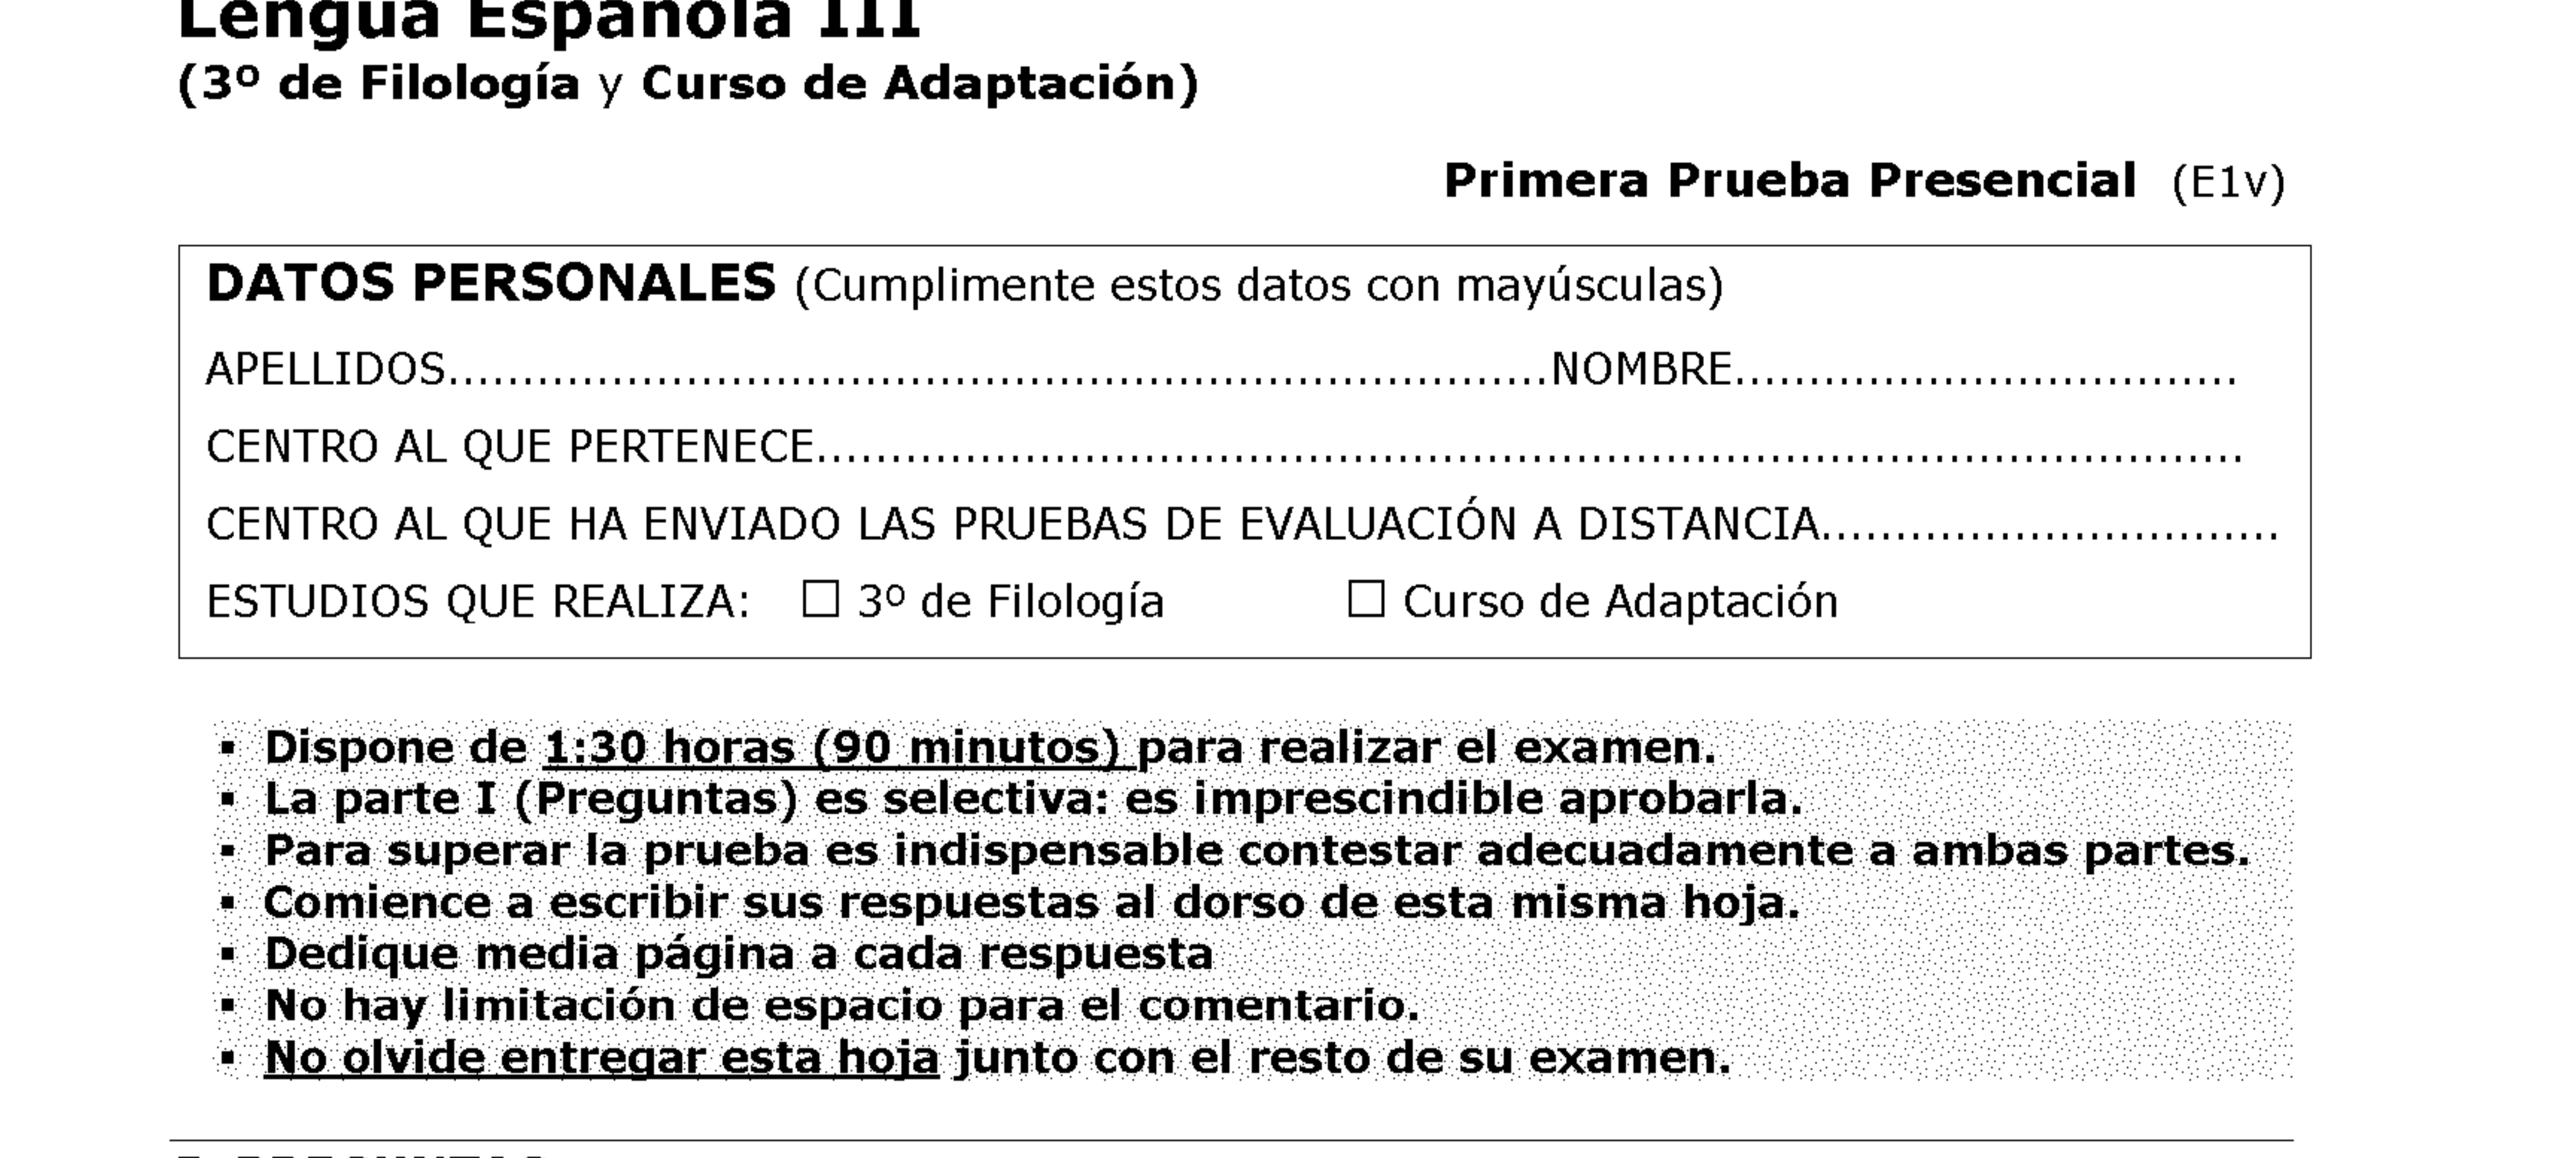 Lengua Española III
(3º de Filología y Curso de Adaptación)
Primera Prueba Presencial (E1v)
DATOS PERSONALES (Cumplimente estos datos con mayúsculas)
APELLIDOS..........................................................................NOMBRE..................................
CENTRO AL QUE PERTENECE................................................................................................
CENTRO AL QUE HA ENVIADO LAS PRUEBAS DE EVALUACIÓN A DISTANCIA...............................
ESTUDIOS QUE REALIZA: ☐ 3º de Filología ☐ Curso de Adaptación
▪ Dispone de 1:30 horas (90 minutos) para realizar el examen.
▪ La parte I (Preguntas) es selectiva: es imprescindible aprobarla.
▪ Para superar la prueba es indispensable contestar adecuadamente a ambas partes.
▪ Comience a escribir sus respuestas al dorso de esta misma hoja.
▪ Dedique media página a cada respuesta
▪ No hay limitación de espacio para el comentario.
▪ No olvide entregar esta hoja junto con el resto de su examen.